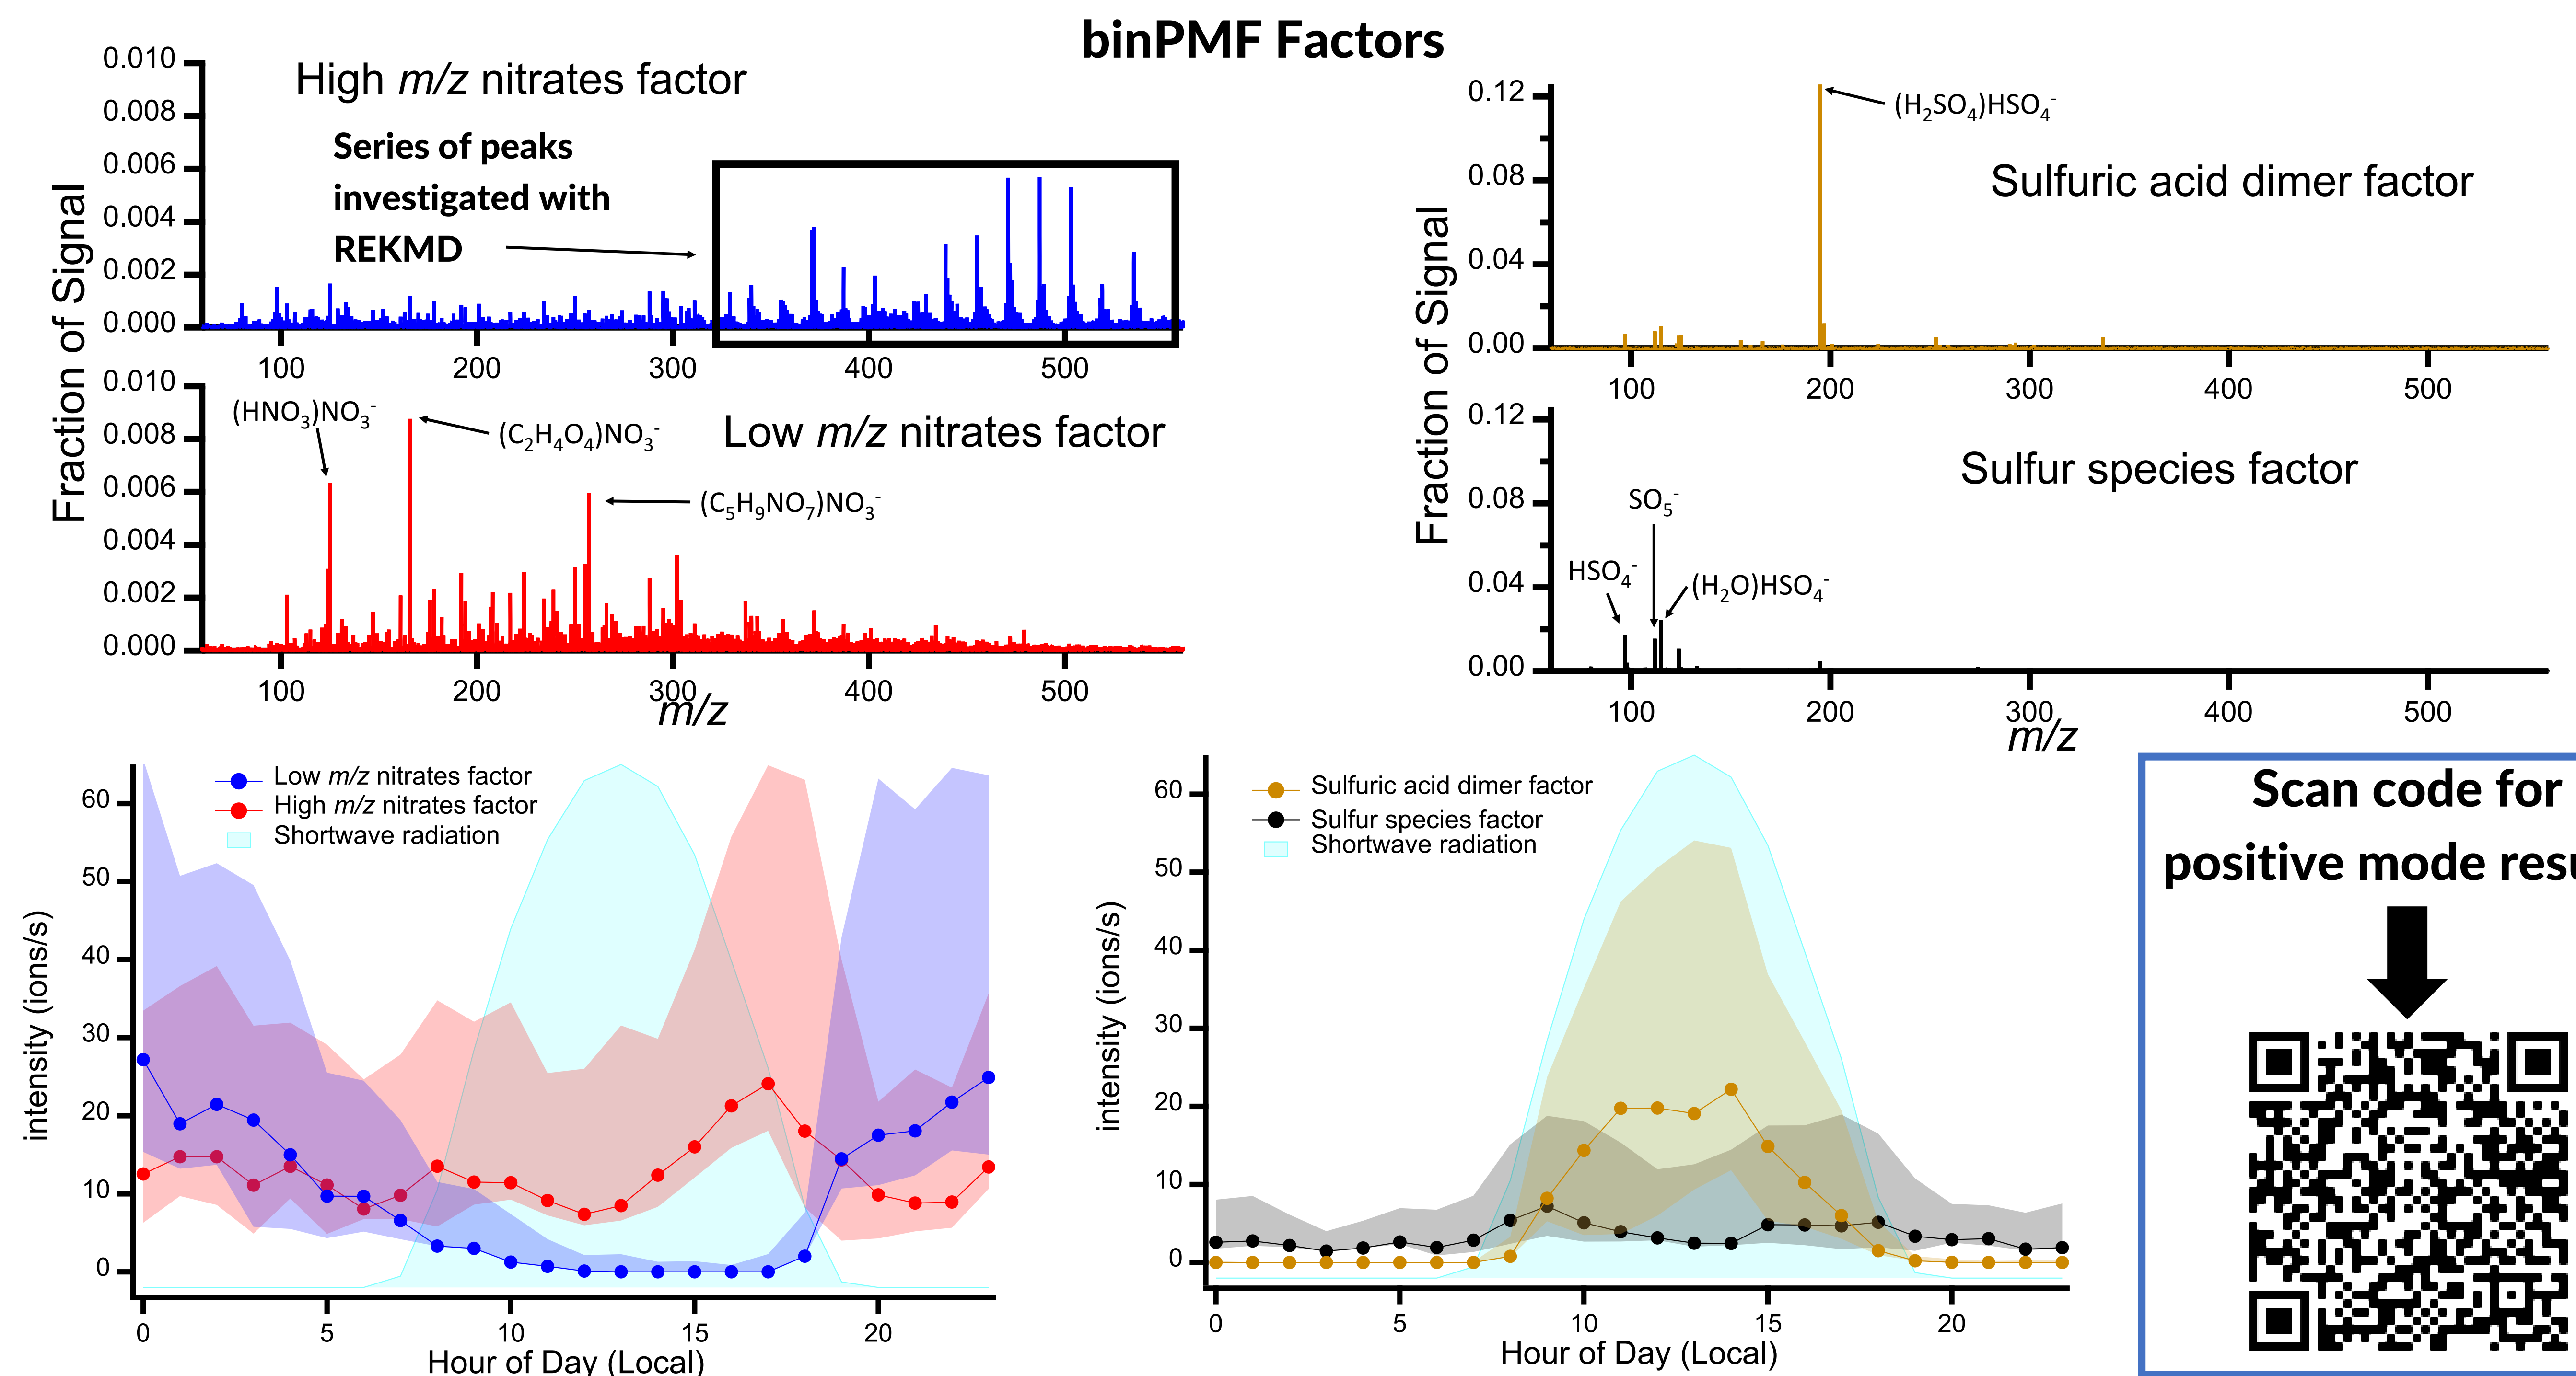 binPMF Factors
High m/z nitrates factor
Series of peaks
investigated with
REKMD
Fraction of Signal
0.010
0.008
0.006
0.004
0.002
0.000
100 200 300 400 500
0.010
0.008
0.006
0.004
0.002
0.000
(HNO₃)NO₃⁻
(C₂H₄O₄)NO₃⁻
Low m/z nitrates factor
(C₅H₉NO₇)NO₃⁻
100 200 300 400 500
m/z
Fraction of Signal
0.12
0.08
0.04
0.00
(H₂SO₄)HSO₄⁻
Sulfuric acid dimer factor
100 200 300 400 500
0.12
0.08
0.04
0.00
Sulfur species factor
SO₅⁻
HSO₄⁻
(H₂O)HSO₄⁻
100 200 300 400 500
m/z
Low m/z nitrates factor
High m/z nitrates factor
Shortwave radiation
intensity (ions/s)
60
50
40
30
20
10
0
0 5 10 15 20
Hour of Day (Local)
Sulfuric acid dimer factor
Sulfur species factor
Shortwave radiation
intensity (ions/s)
60
50
40
30
20
10
0
0 5 10 15 20
Hour of Day (Local)
Scan code for
positive mode